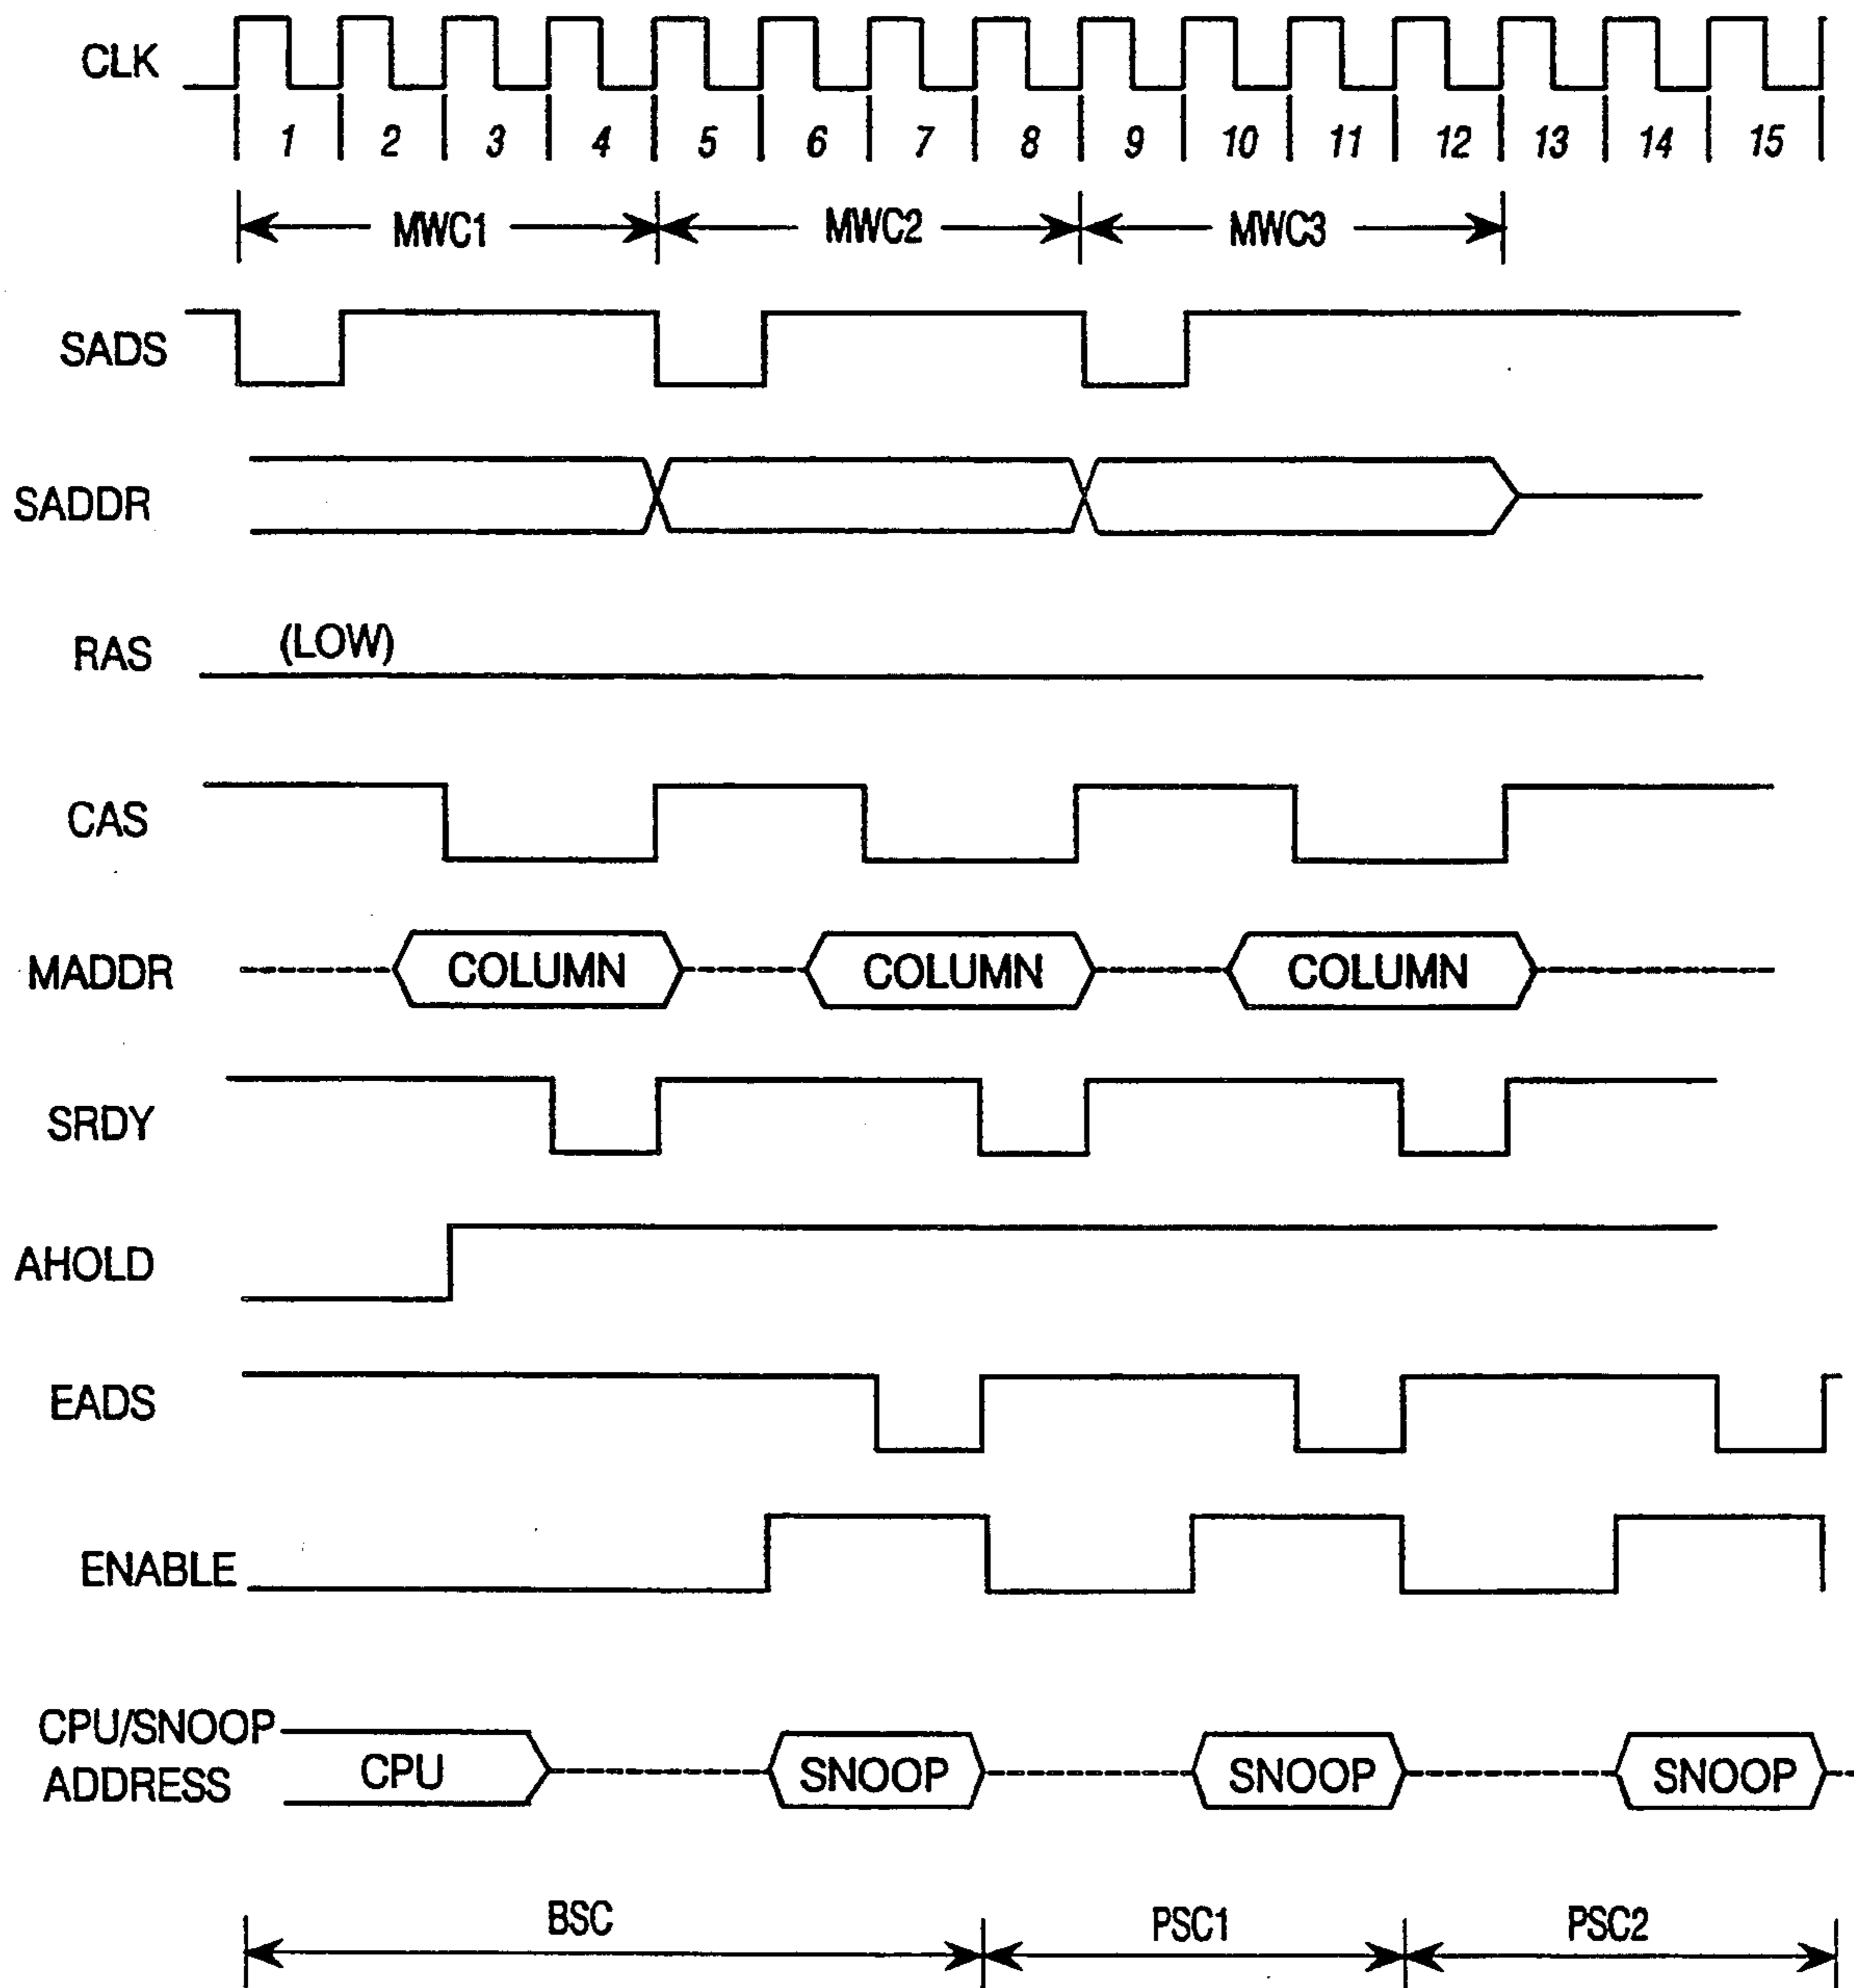 CLK
1 2 3 4 5 6 7 8 9 10 11 12 13 14 15
MWC1 MWC2 MWC3
SADS
SADDR
RAS (LOW)
CAS
MADDR COLUMN COLUMN COLUMN
SRDY
AHOLD
EADS
ENABLE
CPU/SNOOP
ADDRESS CPU SNOOP SNOOP SNOOP
BSC PSC1 PSC2